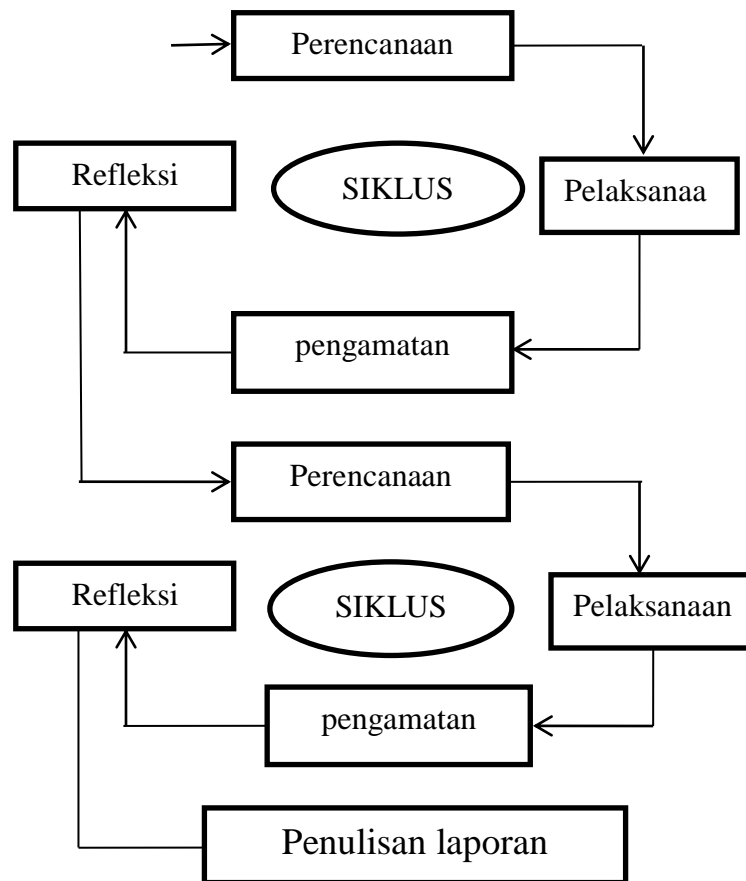 Perencanaan
Refleksi
SIKLUS
Pelaksanaa
pengamatan
Perencanaan
Refleksi
SIKLUS
Pelaksanaan
pengamatan
Penulisan laporan